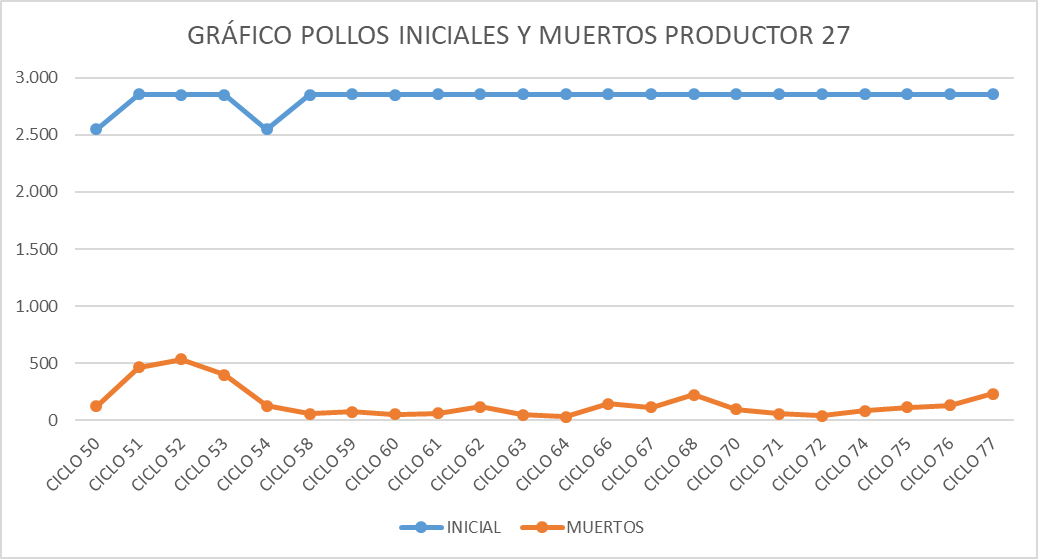 GRÁFICO POLLOS INICIALES Y MUERTOS PRODUCTOR 27
3.000
2.500
2.000
1.500
1.000
500
0
CICLO 50
CICLO 51
CICLO 52
CICLO 53
CICLO 54
CICLO 58
CICLO 59
CICLO 60
CICLO 61
CICLO 62
CICLO 63
CICLO 64
CICLO 66
CICLO 67
CICLO 68
CICLO 70
CICLO 71
CICLO 72
CICLO 74
CICLO 75
CICLO 76
CICLO 77
INICIAL
MUERTOS